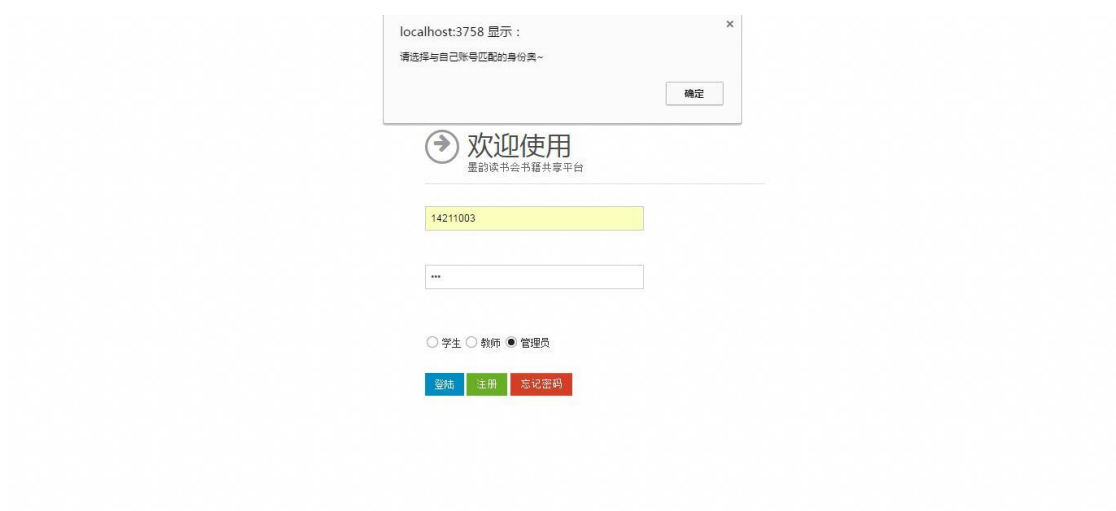 localhost:3758 显示：
×
请选择与自己账号匹配的身份奥~
确定
欢迎使用
墨韵读书会书籍共享平台
14211003
•••
学生 教师 管理员
登陆 注册 忘记密码